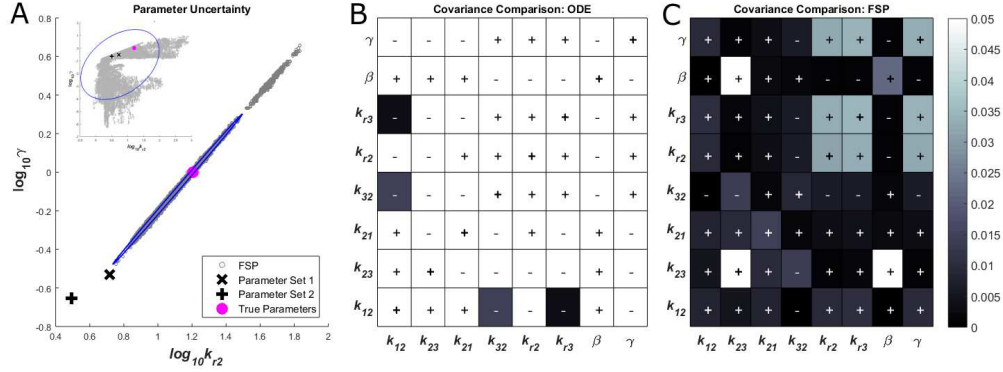 A
Parameter Uncertainty
log10γ
0.8
0.6
0.4
0.2
0
-0.2
-0.4
-0.6
-0.8
0.4 0.6 0.8 1 1.2 1.4 1.6 1.8 2
log10kr2
log10kr2
FSP
Parameter Set 1
Parameter Set 2
True Parameters
B
Covariance Comparison: ODE
γ - - - + + + - +
β + + + - - - + -
kr3 - - - + + + - +
kr2 - - - + + + - +
k32 - - - + + + - +
k21 + - + - - - + -
k23 + + - - - - + -
k12 + + + - - - + -
k12 k23 k21 k32 kr2 kr3 β γ
C
Covariance Comparison: FSP
γ + + + - + + - +
β + + + + - - + -
kr3 + - + - + + - +
kr2 + - + - + + - +
k32 - - + + - - + -
k21 + + + + + + + +
k23 + + + - - - + +
k12 + + + - + + + +
k12 k23 k21 k32 kr2 kr3 β γ
0.05
0.045
0.04
0.035
0.03
0.025
0.02
0.015
0.01
0.005
0